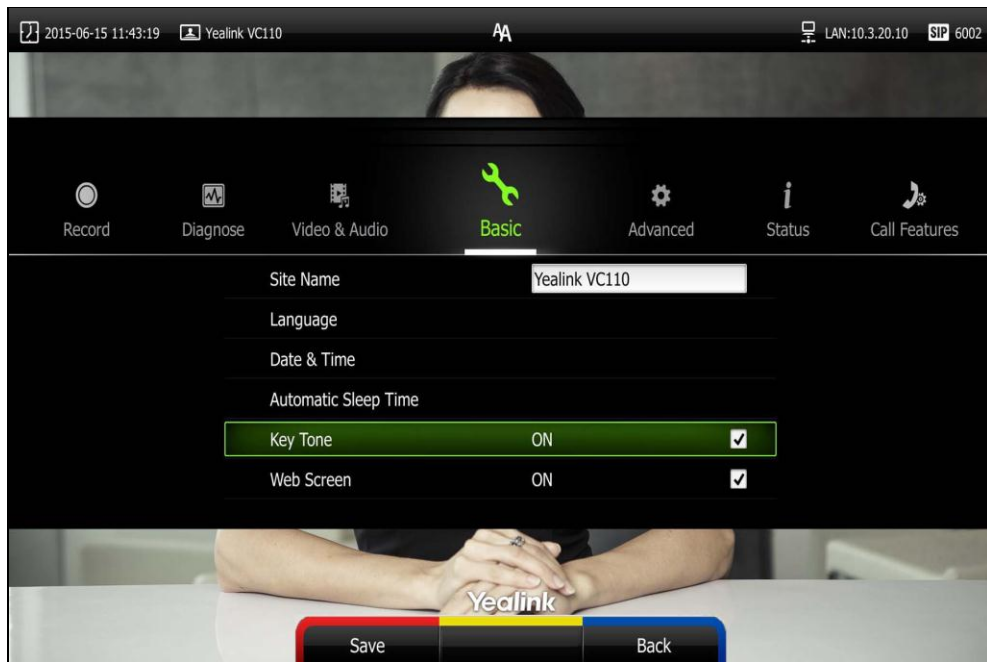 2015-06-15 11:43:19 Yealink VC110 AA LAN:10.3.20.10 SIP 6002
Record Diagnose Video & Audio Basic Advanced Status Call Features
Site Name Yealink VC110
Language
Date & Time
Automatic Sleep Time
Key Tone ON
Web Screen ON
Yealink
Save Back